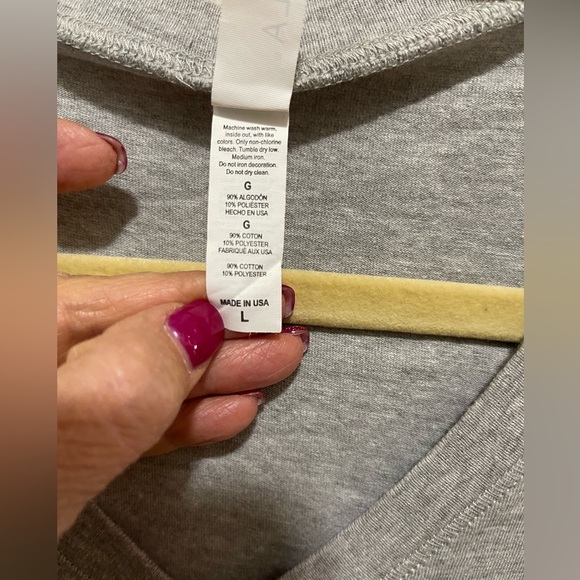 Machine wash warm,
inside out, with like
colors. Only non-chlorine
bleach. Tumble dry low.
Medium iron.
Do not iron decoration.
Do not dry clean.
G
90% ALGODÓN
10% POLIÉSTER
HECHO EN USA
G
90% COTON
10% POLYESTER
FABRIQUÉ AUX USA
90% COTTON
10% POLYESTER
MADE IN USA
L